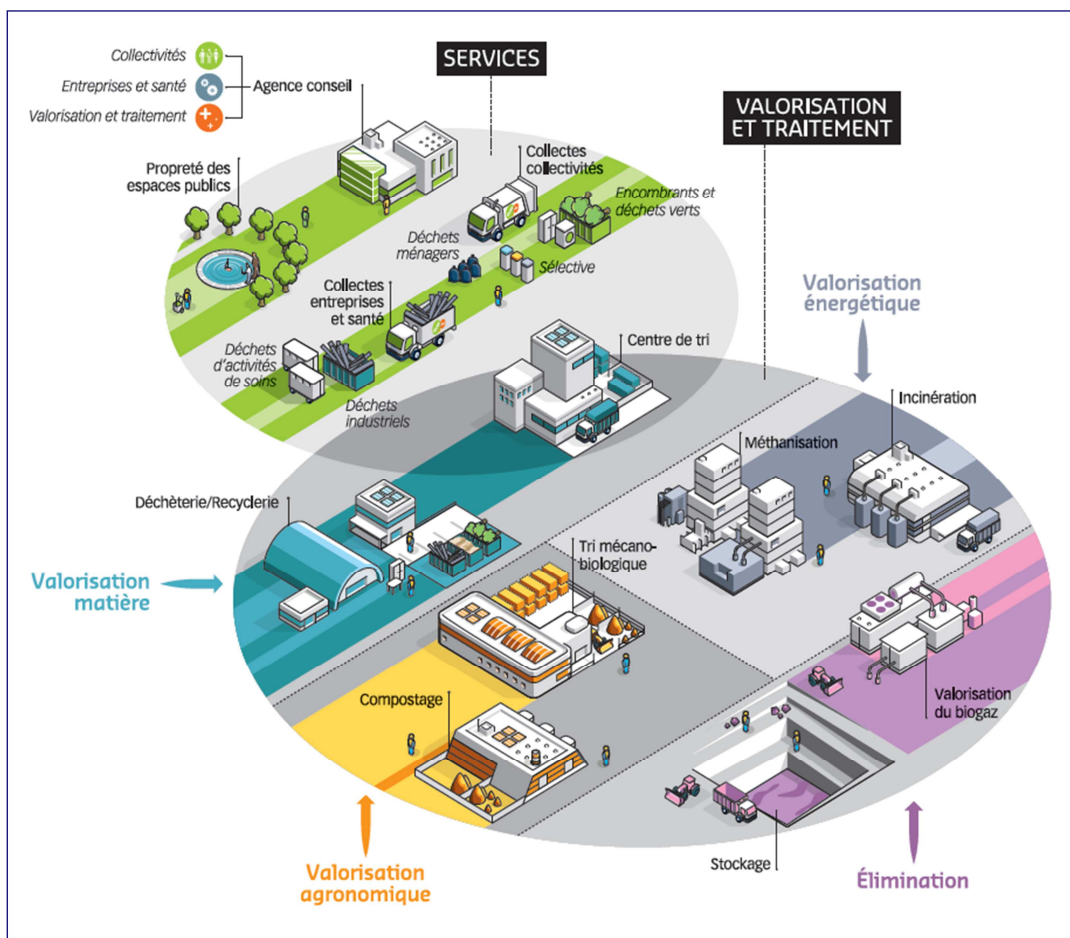 Collectivités
Entreprises et santé
Valorisation et traitement
Agence conseil
SERVICES
VALORISATION
ET TRAITEMENT
Propreté des
espaces publics
Collectes
collectivités
Encombrants et
déchets verts
Déchets
ménagers
Sélective
Collectes
entreprises
et santé
Déchets
d'activités
de soins
Déchets
industriels
Centre de tri
Valorisation
énergétique
Incinération
Méthanisation
Déchèterie/Recyclerie
Valorisation
matière
Tri mécano-
biologique
Compostage
Valorisation
du biogaz
Stockage
Valorisation
agronomique
Élimination